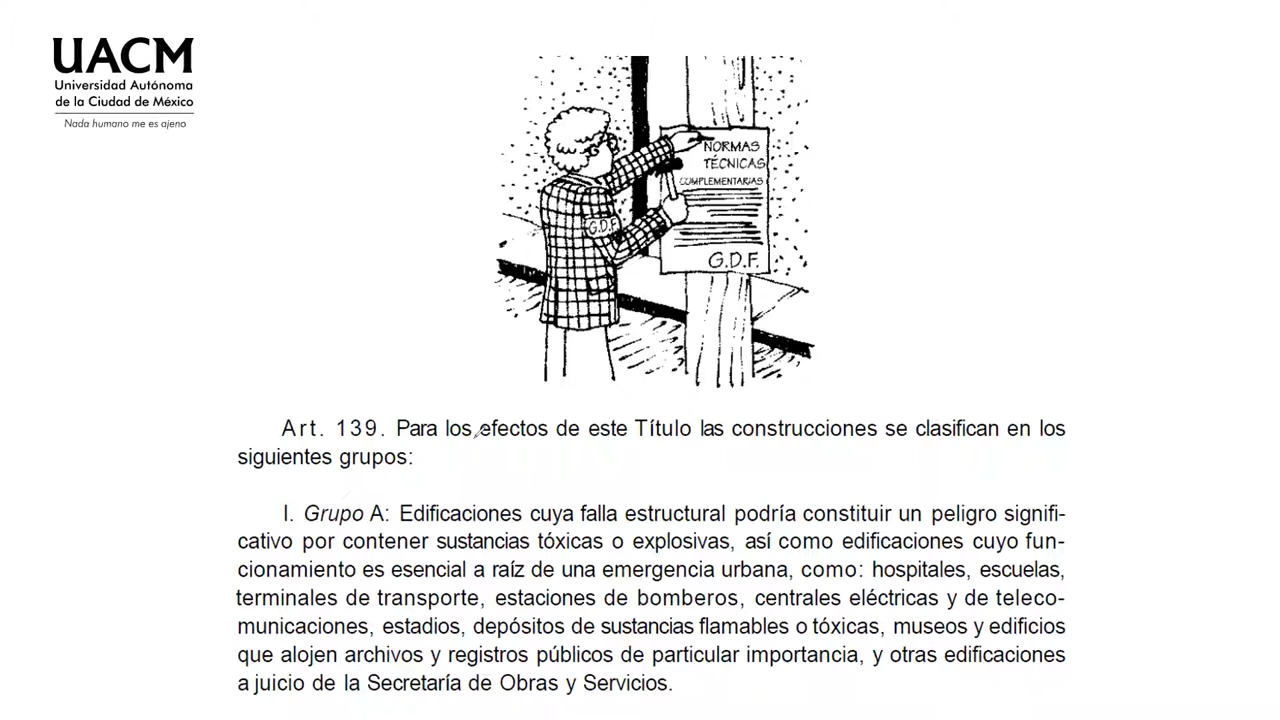 UACM
Universidad Autónoma
de la Ciudad de México
Nada humano me es ajeno
NORMAS
TÉCNICAS
COMPLEMENTARIAS
G.D.F.
G.D.F.
Art. 139. Para los efectos de este Título las construcciones se clasifican en los
siguientes grupos:
I. Grupo A: Edificaciones cuya falla estructural podría constituir un peligro signifi-
cativo por contener sustancias tóxicas o explosivas, así como edificaciones cuyo fun-
cionamiento es esencial a raíz de una emergencia urbana, como: hospitales, escuelas,
terminales de transporte, estaciones de bomberos, centrales eléctricas y de teleco-
municaciones, estadios, depósitos de sustancias flamables o tóxicas, museos y edificios
que alojen archivos y registros públicos de particular importancia, y otras edificaciones
a juicio de la Secretaría de Obras y Servicios.